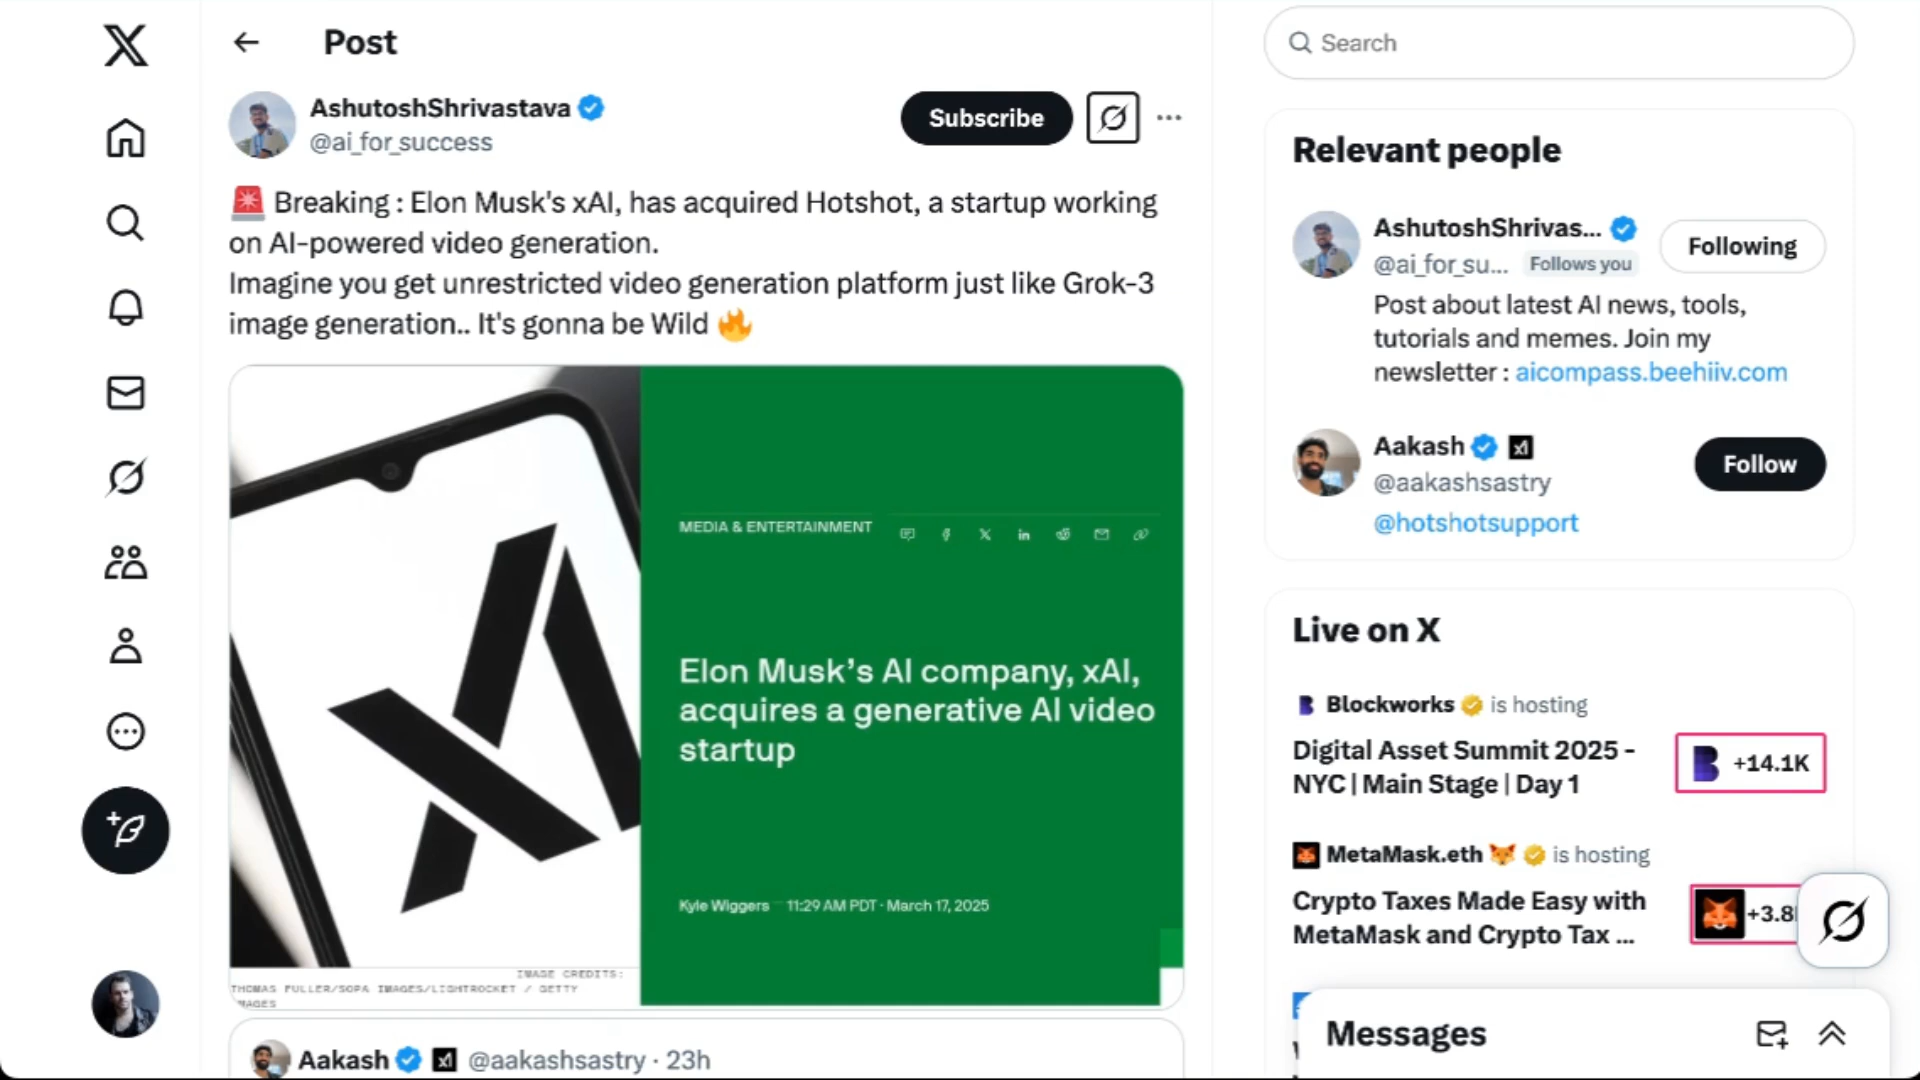 Post
Search
AshutoshShrivastava
@ai_for_success
Subscribe
🚨 Breaking : Elon Musk's xAI, has acquired Hotshot, a startup working
on AI-powered video generation.
Imagine you get unrestricted video generation platform just like Grok-3
image generation.. It's gonna be Wild 🔥
MEDIA & ENTERTAINMENT
Elon Musk’s AI company, xAI,
acquires a generative AI video
startup
Kyle Wiggers
11:29 AM PDT · March 17, 2025
IMAGE CREDITS:
THOMAS FULLER/SOPA IMAGES/LIGHTROCKET / GETTY
Aakash @aakashsastry · 23h
Relevant people
AshutoshShrivas...
@ai_for_su... Follows you
Following
Post about latest AI news, tools,
tutorials and memes. Join my
newsletter : aicompass.beehiiv.com
Aakash
@aakashsastry
Follow
@hotshotsupport
Live on X
Blockworks is hosting
Digital Asset Summit 2025 -
NYC | Main Stage | Day 1
+14.1K
MetaMask.eth 🦊 is hosting
Crypto Taxes Made Easy with
MetaMask and Crypto Tax ...
+3.8
Messages